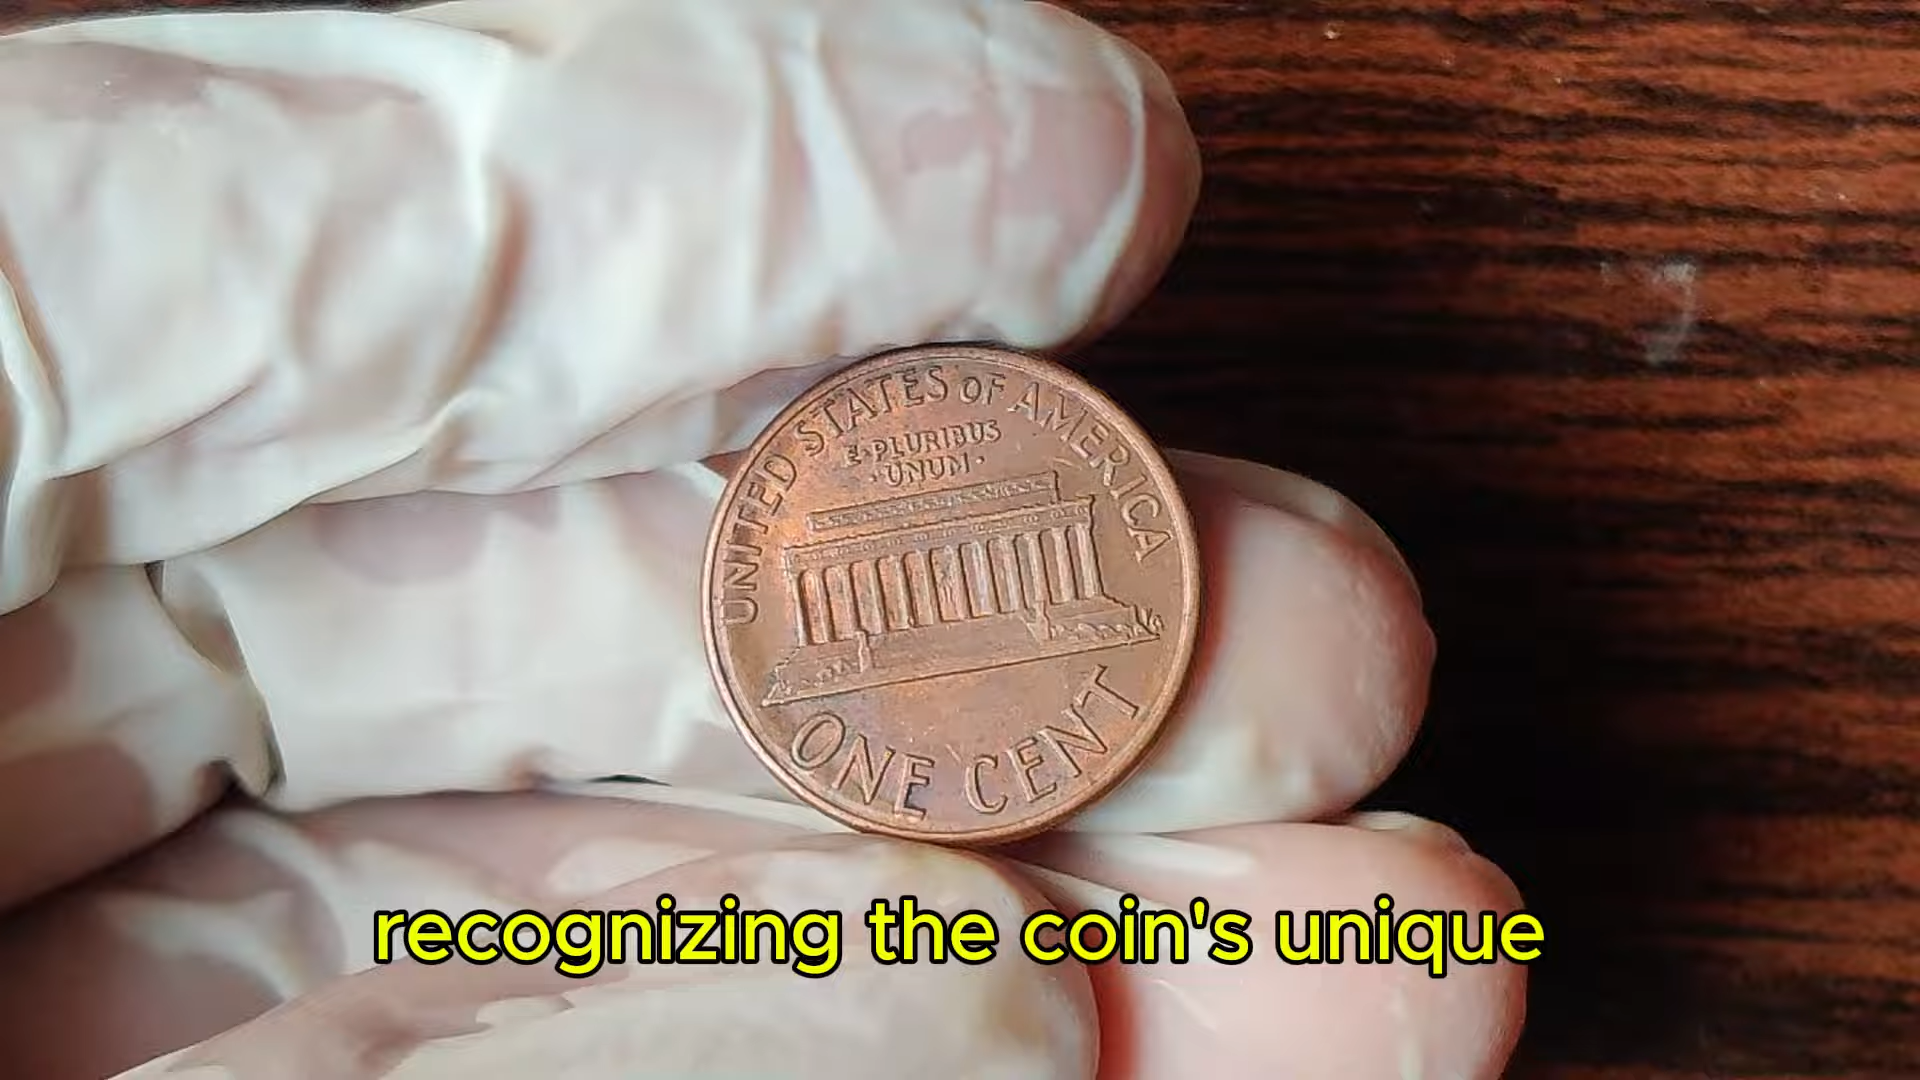 UNITED STATES OF AMERICA
E·PLURIBUS
·UNUM·
ONE CENT
recognizing the coin's unique